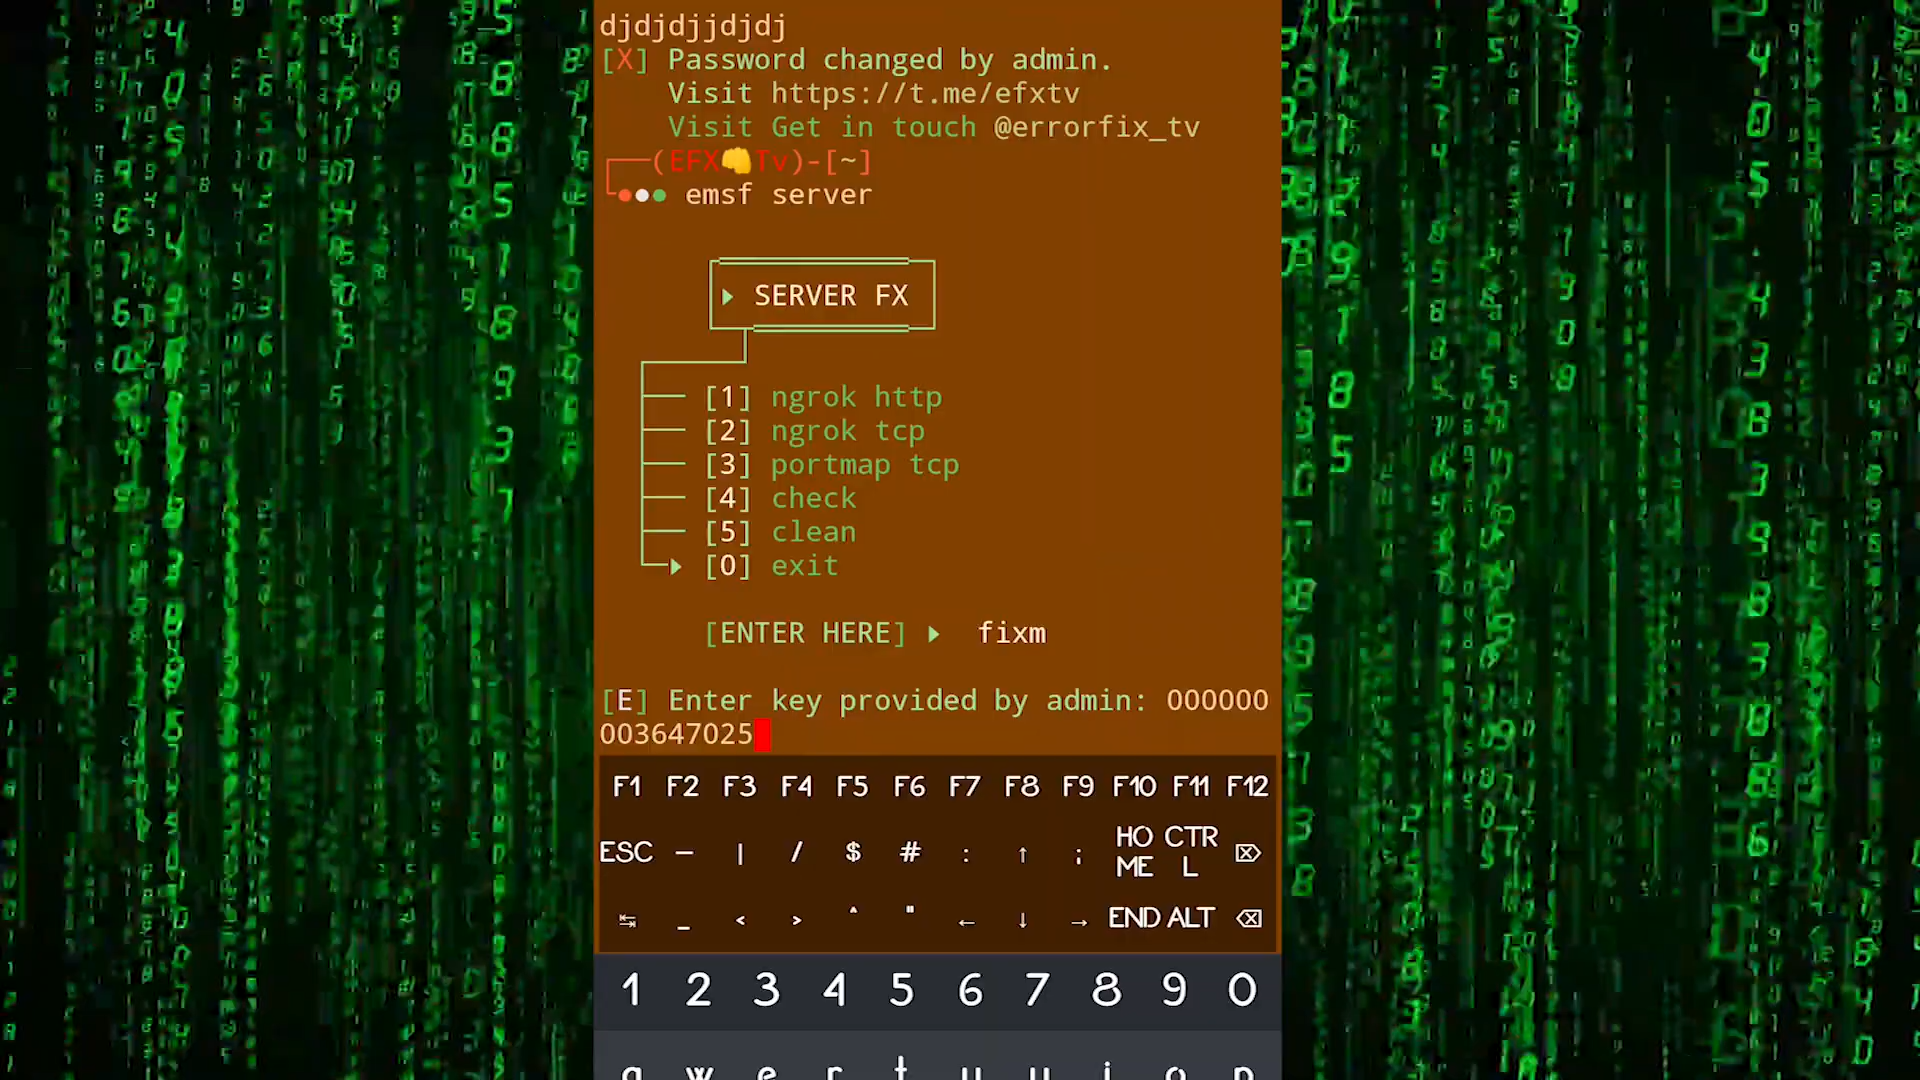 djdjdjjdjdj
[X] Password changed by admin.
Visit https://t.me/efxtv
Visit Get in touch @errorfix_tv
(EFX👊Tv)-[~]
emsf server
SERVER FX
[1] ngrok http
[2] ngrok tcp
[3] portmap tcp
[4] check
[5] clean
[0] exit
[ENTER HERE] ▸ fixm
[E] Enter key provided by admin: 000000
003647025
F1 F2 F3 F4 F5 F6 F7 F8 F9 F10 F11 F12
ESC — | / $ # : ↑ ; HOME CTRL ⌦
↹ _ < > ^ " ← ↓ → END ALT ⌫
1 2 3 4 5 6 7 8 9 0
q w e r t y u i o p